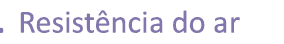 . Resistência do ar